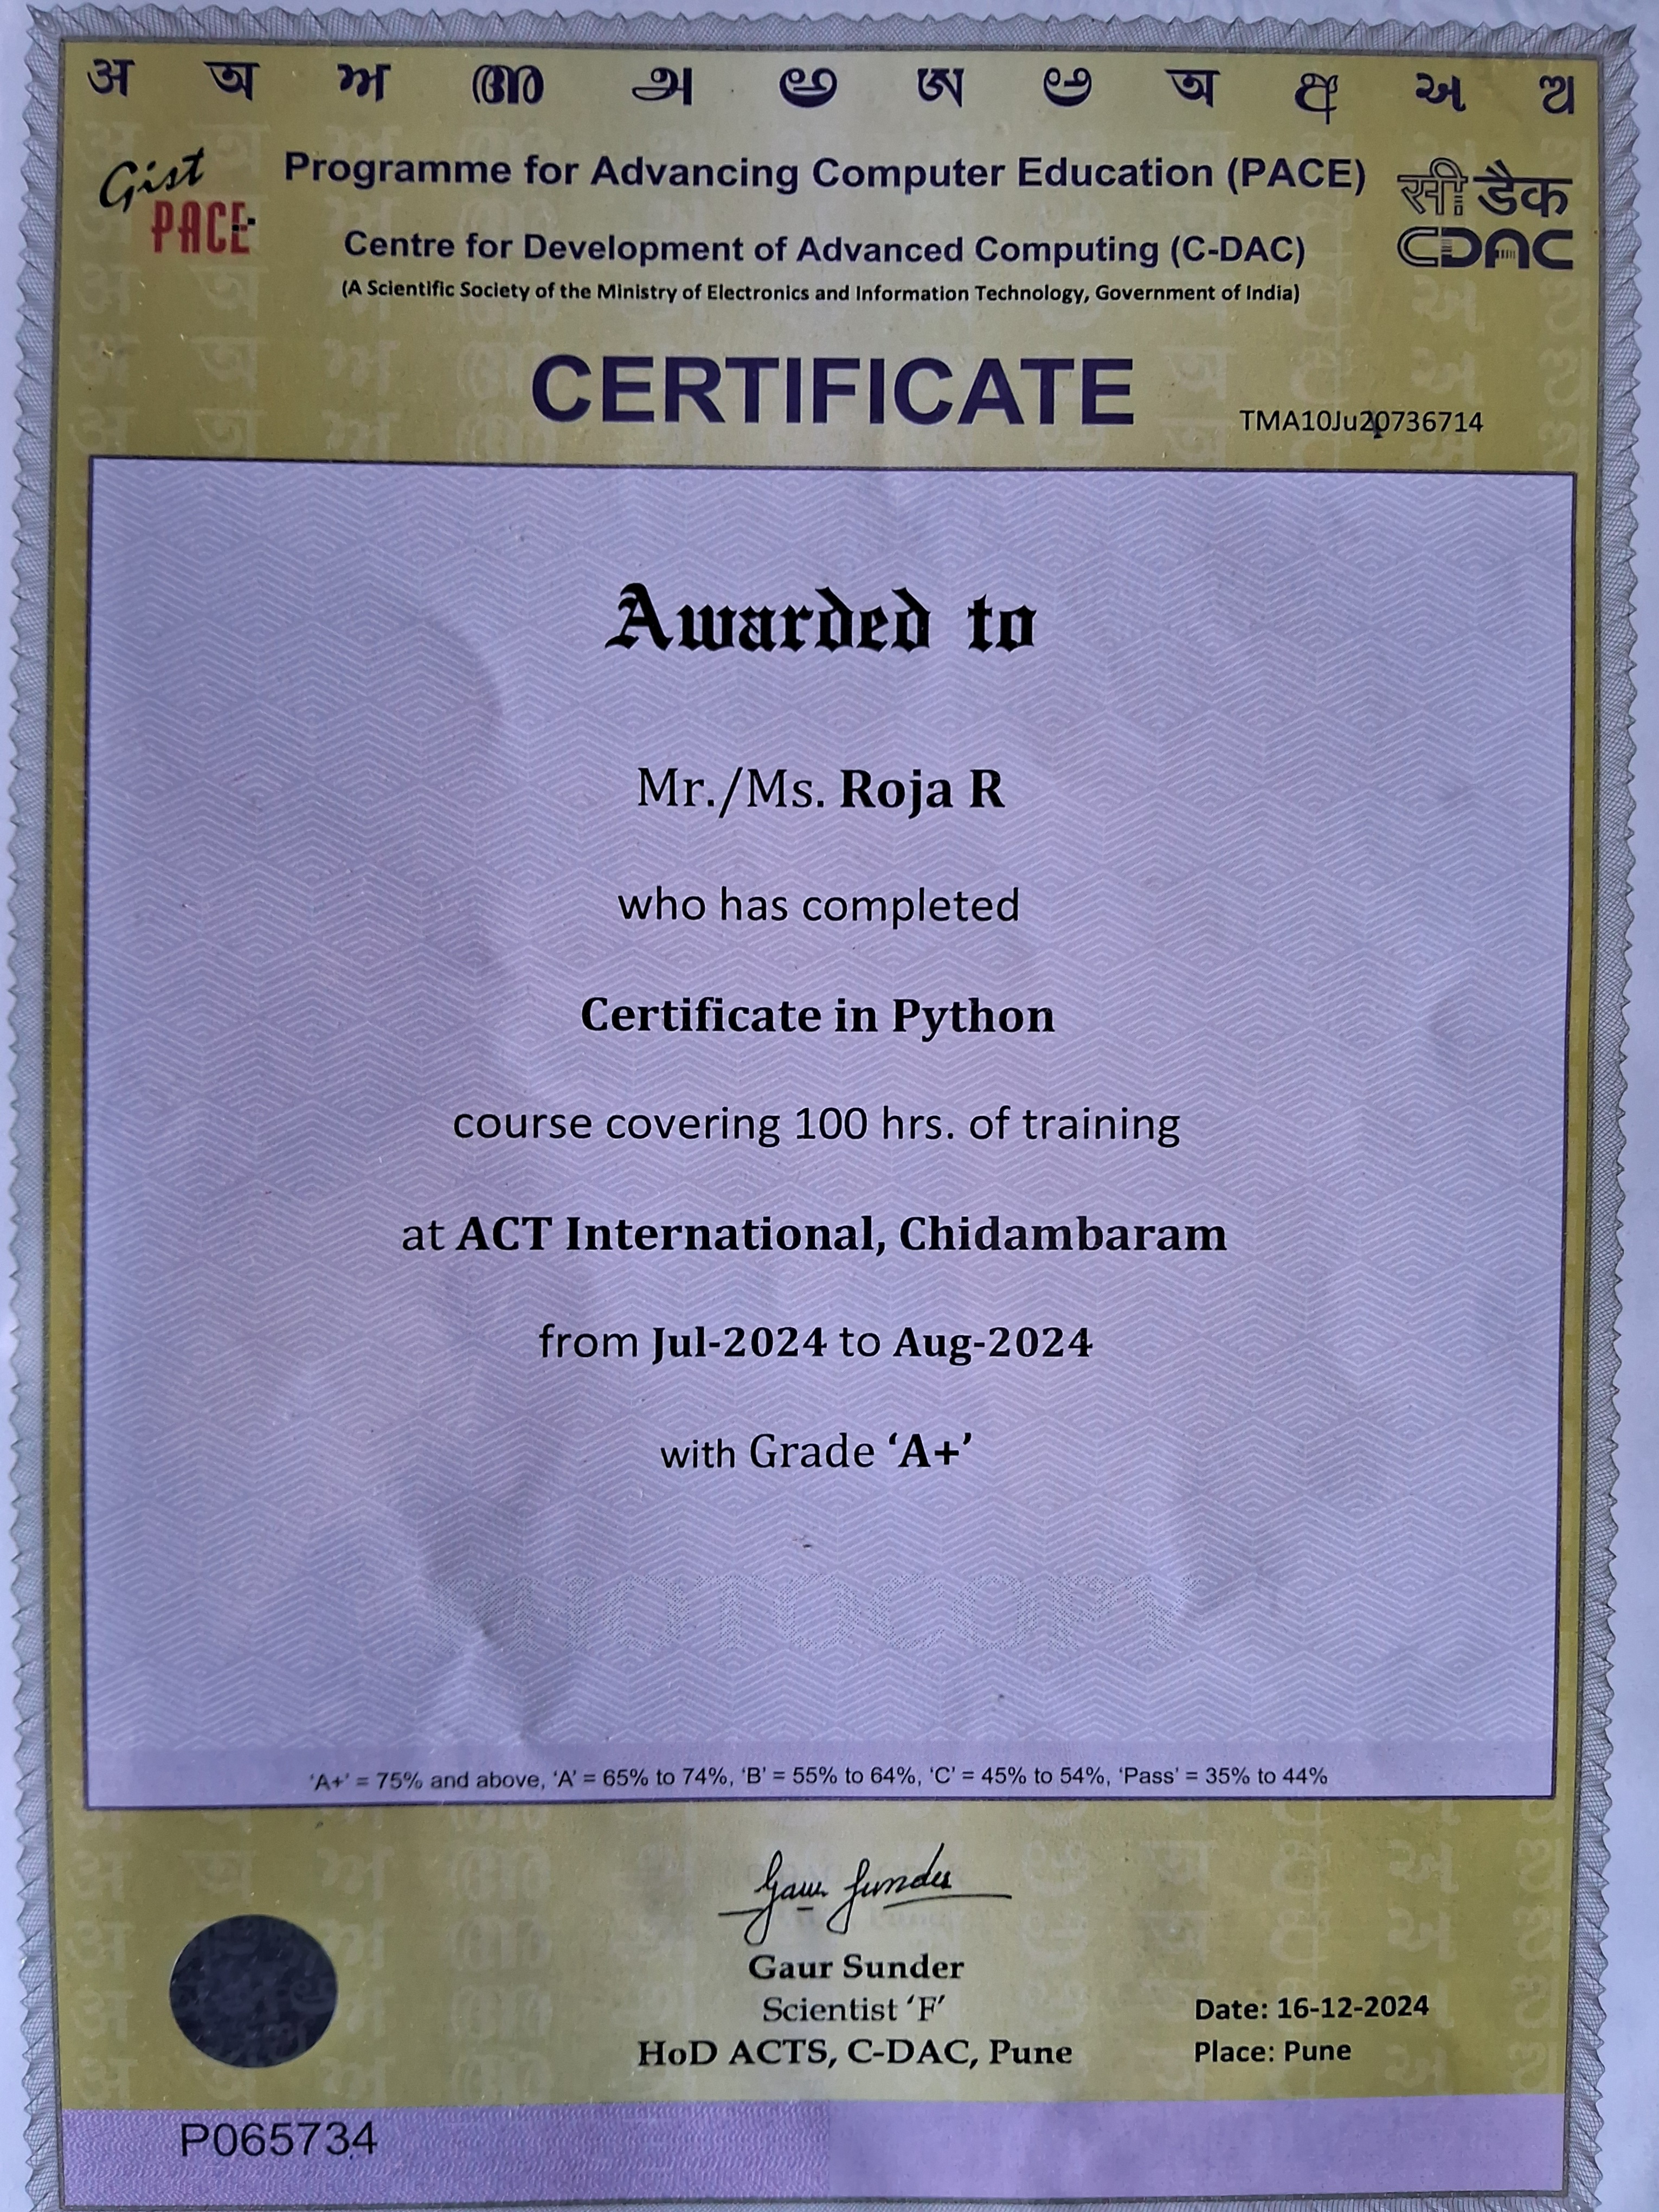 अ অ ਅ അ அ అ জ ಅ অ ꯑ અ ଅ
Gist
PACE
Programme for Advancing Computer Education (PACE)
सी डैक
CDAC
Centre for Development of Advanced Computing (C-DAC)
(A Scientific Society of the Ministry of Electronics and Information Technology, Government of India)
CERTIFICATE
TMA10Ju20736714
Awarded to
Mr./Ms. Roja R
who has completed
Certificate in Python
course covering 100 hrs. of training
at ACT International, Chidambaram
from Jul-2024 to Aug-2024
with Grade ‘A+’
PHOTOCOPY
‘A+’ = 75% and above, ‘A’ = 65% to 74%, ‘B’ = 55% to 64%, ‘C’ = 45% to 54%, ‘Pass’ = 35% to 44%
Gaur Sunder
Gaur Sunder
Scientist ‘F’
HoD ACTS, C-DAC, Pune
Date: 16-12-2024
Place: Pune
P065734